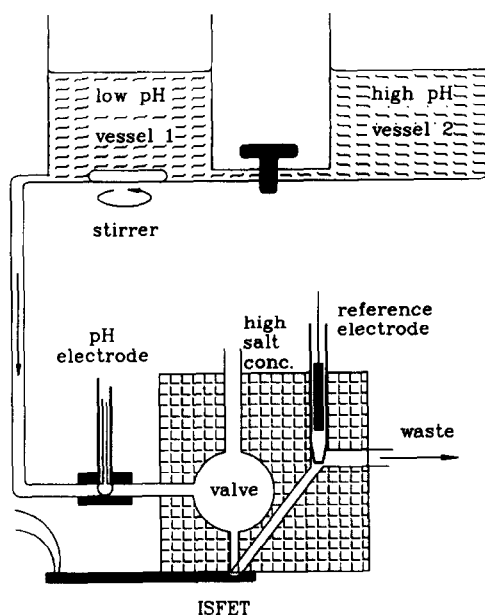 low pH
vessel 1
high pH
vessel 2
stirrer
pH
electrode
high
salt
conc.
reference
electrode
waste
valve
ISFET